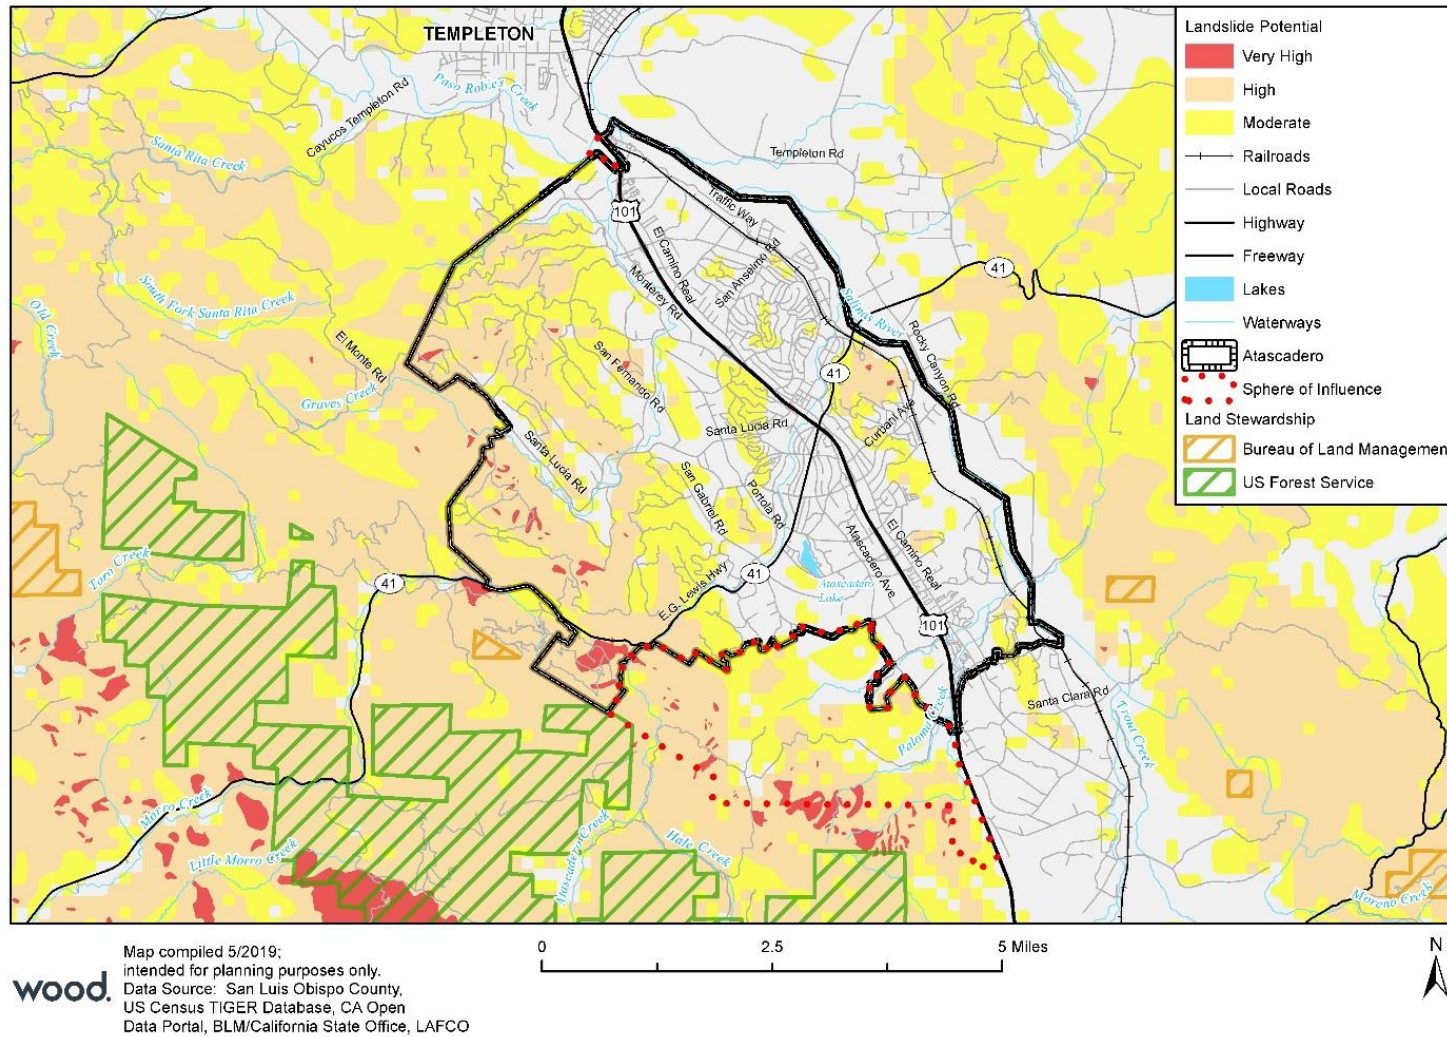 TEMPLETON
Paso Robles Creek
Cayucos Templeton Rd
Santa Rita Creek
Templeton Rd
Traffic Way
101
El Camino Real
San Anselmo Rd
Monterey Rd
41
Salinas River
Rocky Canyon Rd
South Fork Santa Rita Creek
Old Creek
El Monte Rd
Graves Creek
San Fernando Rd
41
Curbaril Ave
Santa Lucia Rd
Santa Lucia Rd
San Gabriel Rd
Portola Rd
Atascadero Ave
El Camino Real
Toro Creek
41
E.G. Lewis Hwy
41
Atascadero
Lake
101
Santa Clara Rd
Paloma Creek
Trout Creek
Morro Creek
Little Morro Creek
Atascadero Creek
Hale Creek
Moreno Creek
Landslide Potential
Very High
High
Moderate
Railroads
Local Roads
Highway
Freeway
Lakes
Waterways
Atascadero
Sphere of Influence
Land Stewardship
Bureau of Land Managemen
US Forest Service
wood.
Map compiled 5/2019;
intended for planning purposes only.
Data Source: San Luis Obispo County,
US Census TIGER Database, CA Open
Data Portal, BLM/California State Office, LAFCO
0 2.5 5 Miles
N